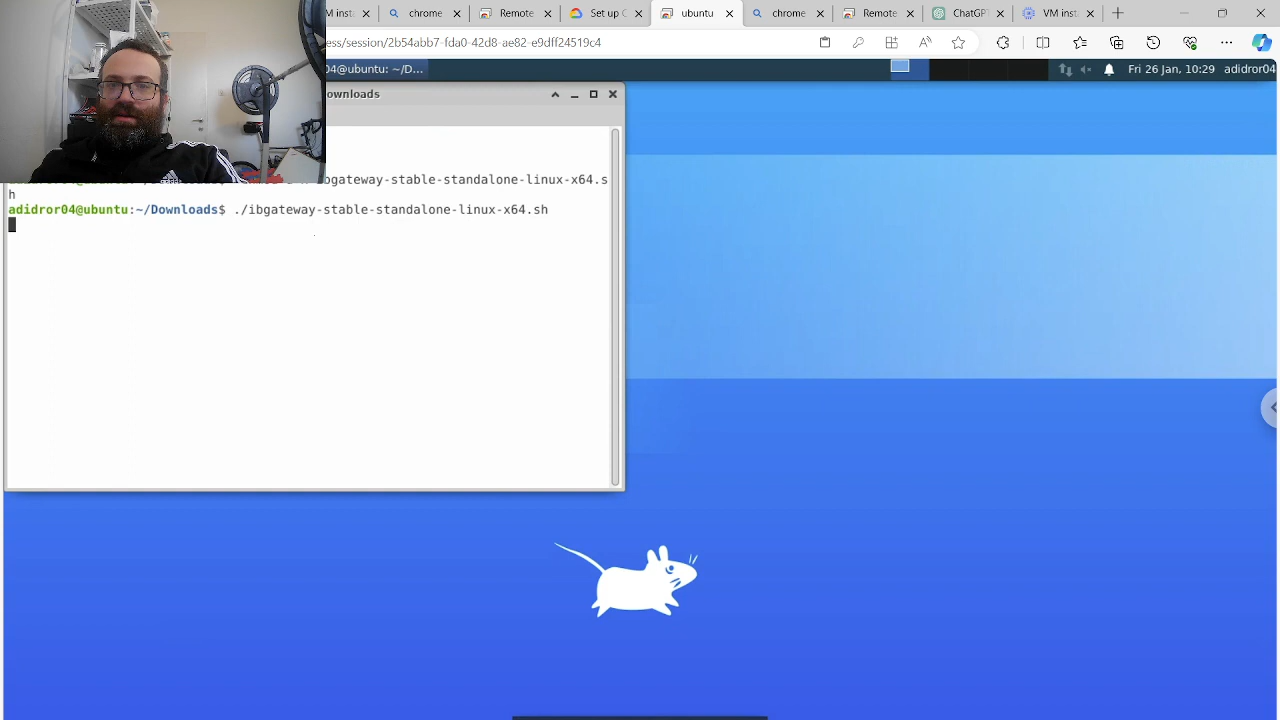 M insta
chrome
Remote
Set up C
ubuntu
chrome
Remote
ChatGP
VM inst
ess/session/2b54abb7-fda0-42d8-ae82-e9dff24519c4
04@ubuntu: ~/D...
Fri 26 Jan, 10:29
adidror04
ownloads
bgateway-stable-standalone-linux-x64.s
h
adidror04@ubuntu:~/Downloads$ ./ibgateway-stable-standalone-linux-x64.sh